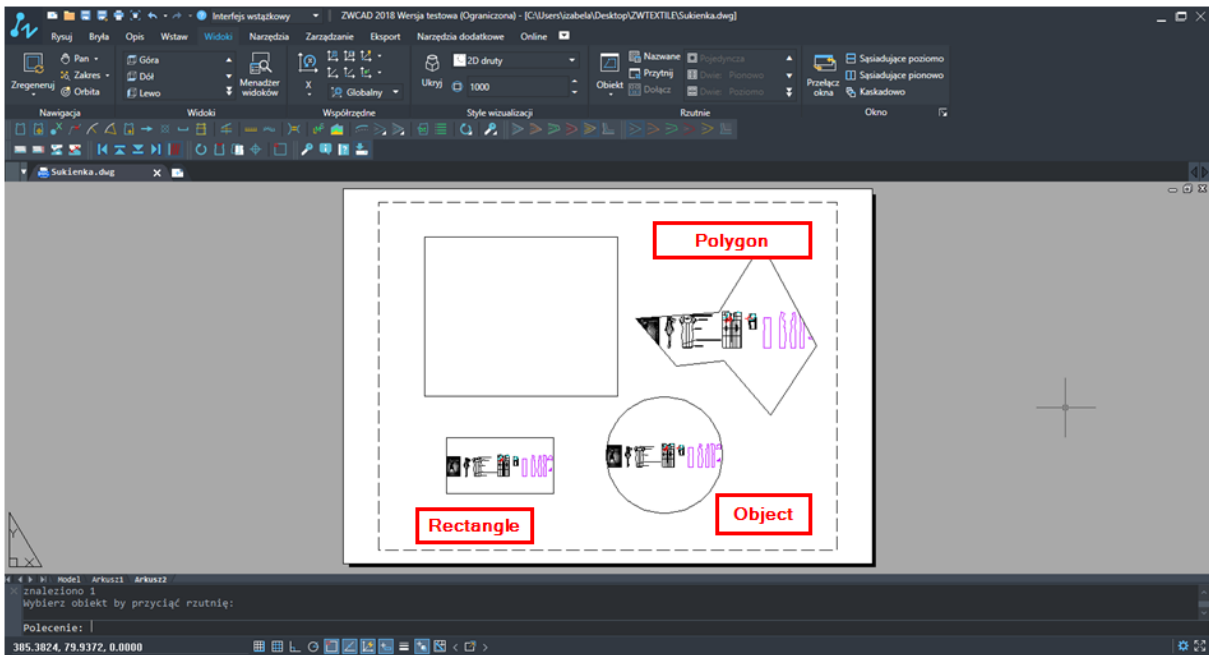 Interfejs wstążkowy
ZWCAD 2018 Wersja testowa (Ograniczona) - [C:\Users\izabela\Desktop\ZWTEXTILE\Sukienka.dwg]
Rysuj Bryła Opis Wstaw Widoki Narzędzia Zarządzanie Eksport Narzędzia dodatkowe Online
Zregeneruj
Pan
Zakres
Orbita
Nawigacja
Góra
Dół
Lewo
Menadżer widoków
Widoki
X
Globalny
Współrzędne
Ukryj
2D druty
1000
Style wizualizacji
Obiekt
Nazwane
Przytnij
Dołącz
Pojedyncza
Dwie: Pionowo
Dwie: Poziomo
Rzutnie
Przełącz okna
Sąsiadujące poziomo
Sąsiadujące pionowo
Kaskadowo
Okno
Sukienka.dwg
Polygon
Rectangle
Object
Y
X
Model Arkusz1 Arkusz2
znaleziono 1
Wybierz obiekt by przyciąć rzutnię:
Polecenie:
385.3824, 79.9372, 0.0000